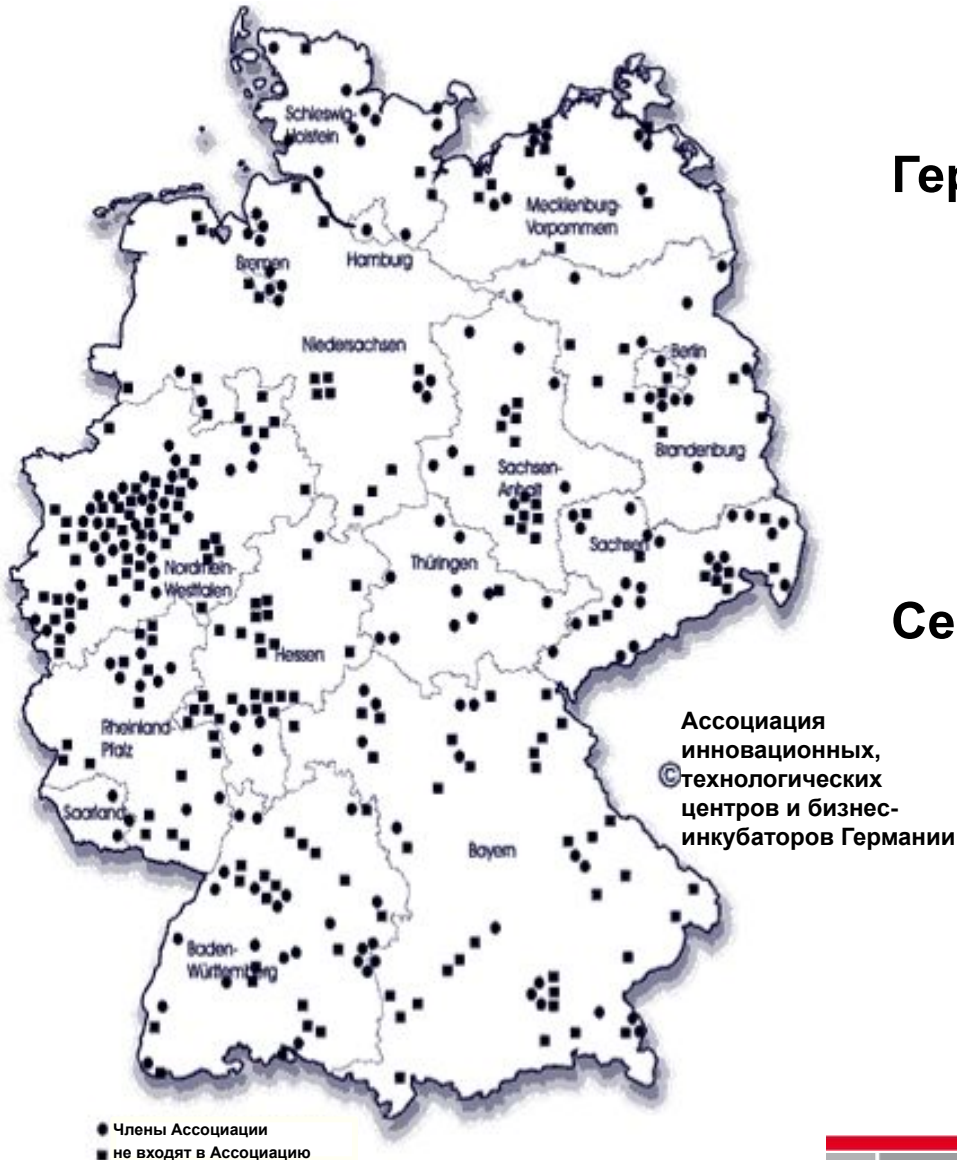 Гер
Schleswig-
Holstein
Mecklenburg-
Vorpommern
Bremen
Hamburg
Niedersachsen
Berlin
Brandenburg
Sachsen-
Anhalt
Nordrhein-
Westfalen
Thüringen
Sachsen
Се
Hessen
Rheinland-
Pfalz
Ассоциация
инновационных,
©технологических
центров и бизнес-
инкубаторов Германии
Saarland
Bayern
Baden-
Württemberg
Члены Ассоциации
не входят в Ассоциацию